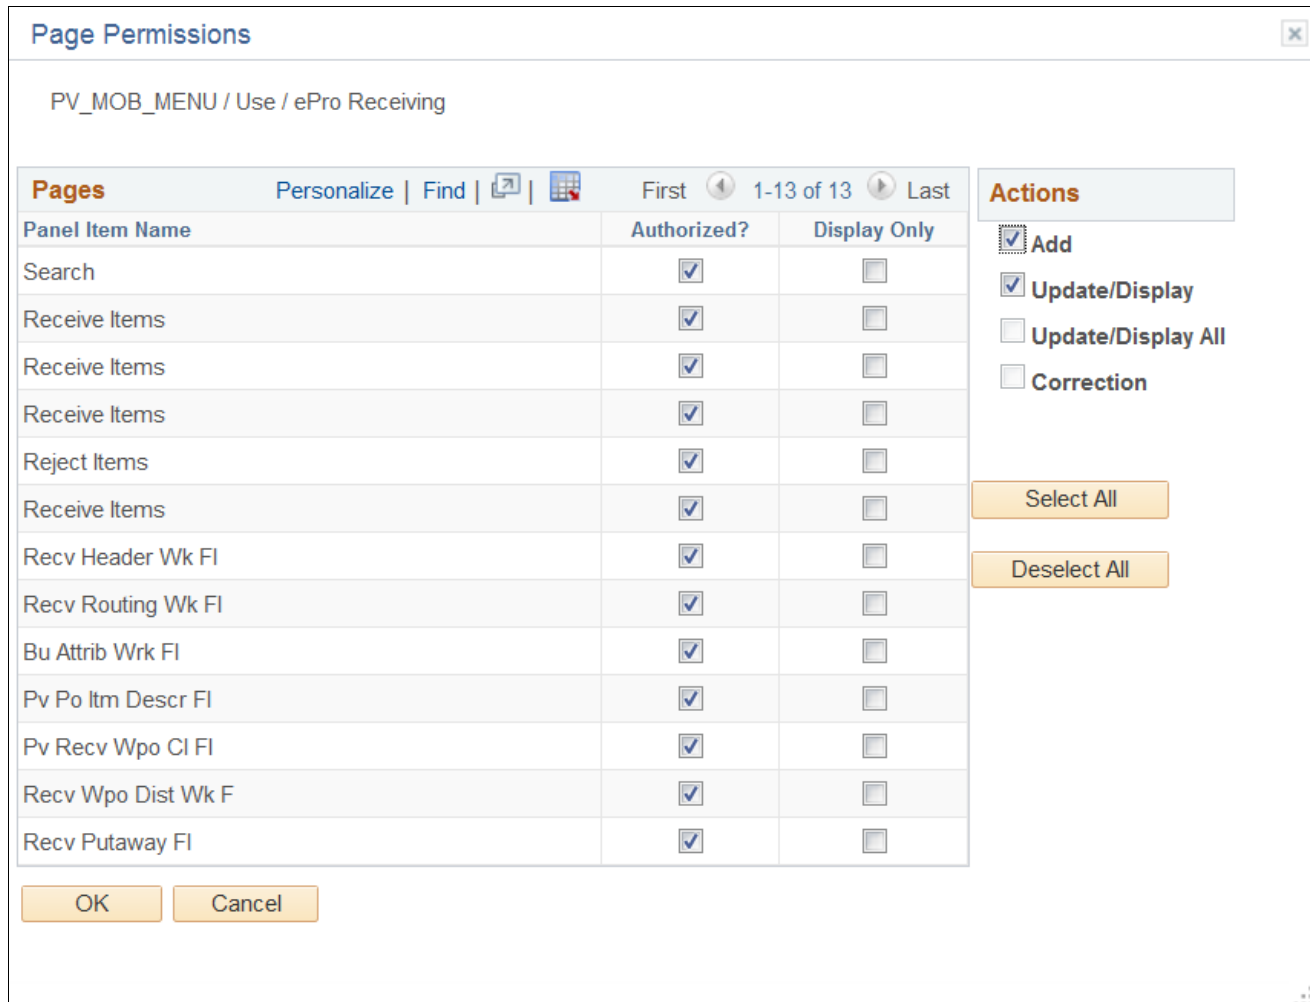 Page Permissions
PV_MOB_MENU / Use / ePro Receiving
Pages Personalize | Find | | First 1-13 of 13 Last
Panel Item Name Authorized? Display Only
Search
Receive Items
Receive Items
Receive Items
Reject Items
Receive Items
Recv Header Wk Fl
Recv Routing Wk Fl
Bu Attrib Wrk Fl
Pv Po Itm Descr Fl
Pv Recv Wpo Cl Fl
Recv Wpo Dist Wk F
Recv Putaway Fl
Actions
Add
Update/Display
Update/Display All
Correction
Select All
Deselect All
OK Cancel